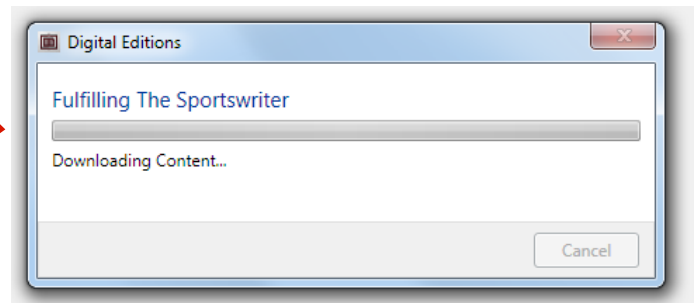 Digital Editions
Fulfilling The Sportswriter
Downloading Content...
Cancel